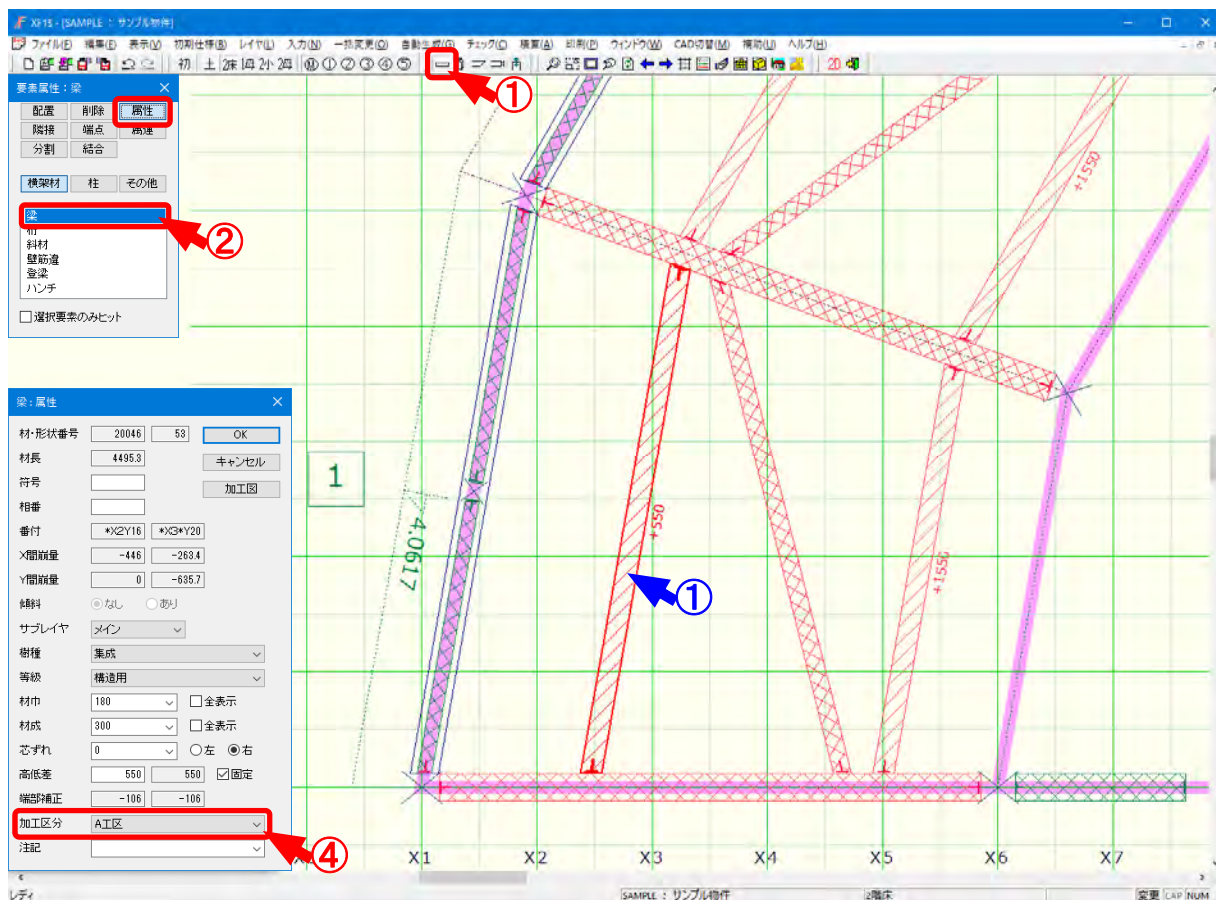 XF15 - [SAMPLE : サンプル物件]
ファイル(F) 編集(E) 表示(V) 初期仕様(B) レイヤ(L) 入力(N) 一括変更(O) 自動生成(G) チェック(C) 積算(A) 印刷(P) ウィンドウ(W) CAD切替(M) 補助(U) ヘルプ(H)
初 土 2床 2小 ① ② ③ ④ ⑤ 2D
①
要素属性：梁
配置 削除 属性
隣接 端点 属連
分割 結合
横架材 柱 その他
梁
桁
斜材
壁筋違
登梁
ハンチ
②
選択要素のみヒット
梁：属性
材・形状番号 20046 53 OK
材長 4495.3 キャンセル
符号 加工図
相番
番付 *X2Y16 *X3*Y20
X間崩量 -446 -263.4
Y間崩量 0 -635.7
傾斜 なし あり
サブレイヤ メイン
樹種 集成
等級 構造用
材巾 180 全表示
材成 300 全表示
芯ずれ 0 左 右
高低差 550 550 固定
端部補正 -106 -106
加工区分 A工区
注記
④
+1550
1
4.0617
+550
①
+1550
X1 X2 X3 X4 X5 X6 X7
レディ SAMPLE : サンプル物件 2階床 変更 CAP NUM